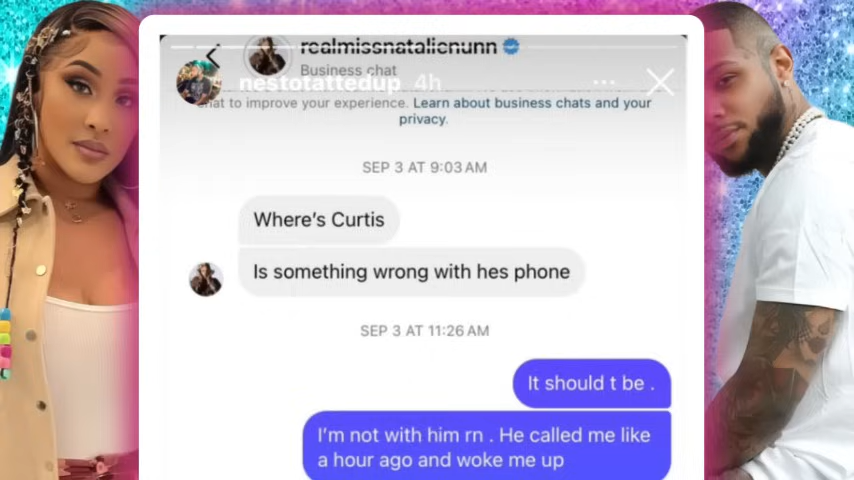 realmissnatalienunn
Business chat
nestotattedup 4h
chat to improve your experience. Learn about business chats and your
privacy.
SEP 3 AT 9:03 AM
Where's Curtis
Is something wrong with hes phone
SEP 3 AT 11:26 AM
It should t be .
I'm not with him rn . He called me like
a hour ago and woke me up